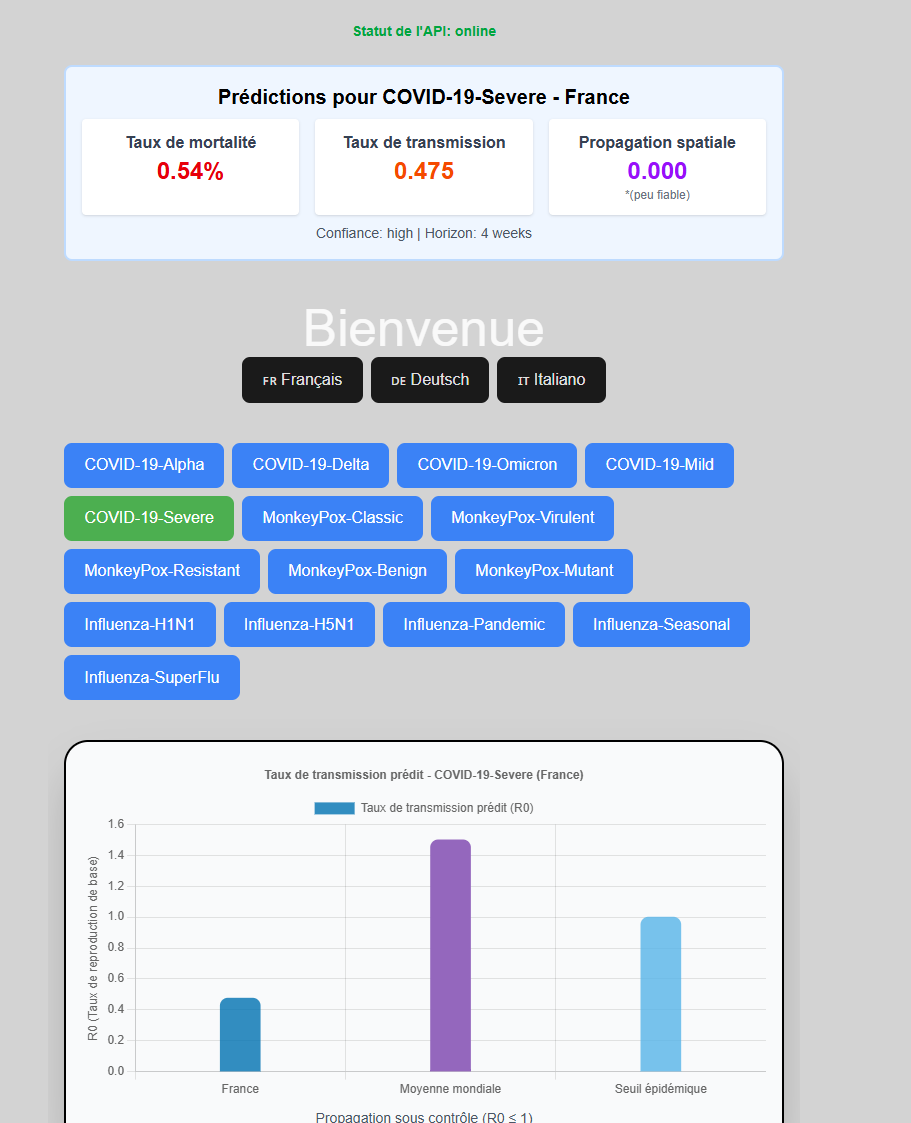 Statut de l'API: online
Prédictions pour COVID-19-Severe - France
Taux de mortalité
0.54%
Taux de transmission
0.475
Propagation spatiale
0.000
*(peu fiable)
Confiance: high | Horizon: 4 weeks
Bienvenue
FR Français
DE Deutsch
IT Italiano
COVID-19-Alpha
COVID-19-Delta
COVID-19-Omicron
COVID-19-Mild
COVID-19-Severe
MonkeyPox-Classic
MonkeyPox-Virulent
MonkeyPox-Resistant
MonkeyPox-Benign
MonkeyPox-Mutant
Influenza-H1N1
Influenza-H5N1
Influenza-Pandemic
Influenza-Seasonal
Influenza-SuperFlu
Taux de transmission prédit - COVID-19-Severe (France)
Taux de transmission prédit (R0)
R0 (Taux de reproduction de base)
1.6
1.4
1.2
1.0
0.8
0.6
0.4
0.2
0.0
France
Moyenne mondiale
Seuil épidémique
Propagation sous contrôle (R0 ≤ 1)